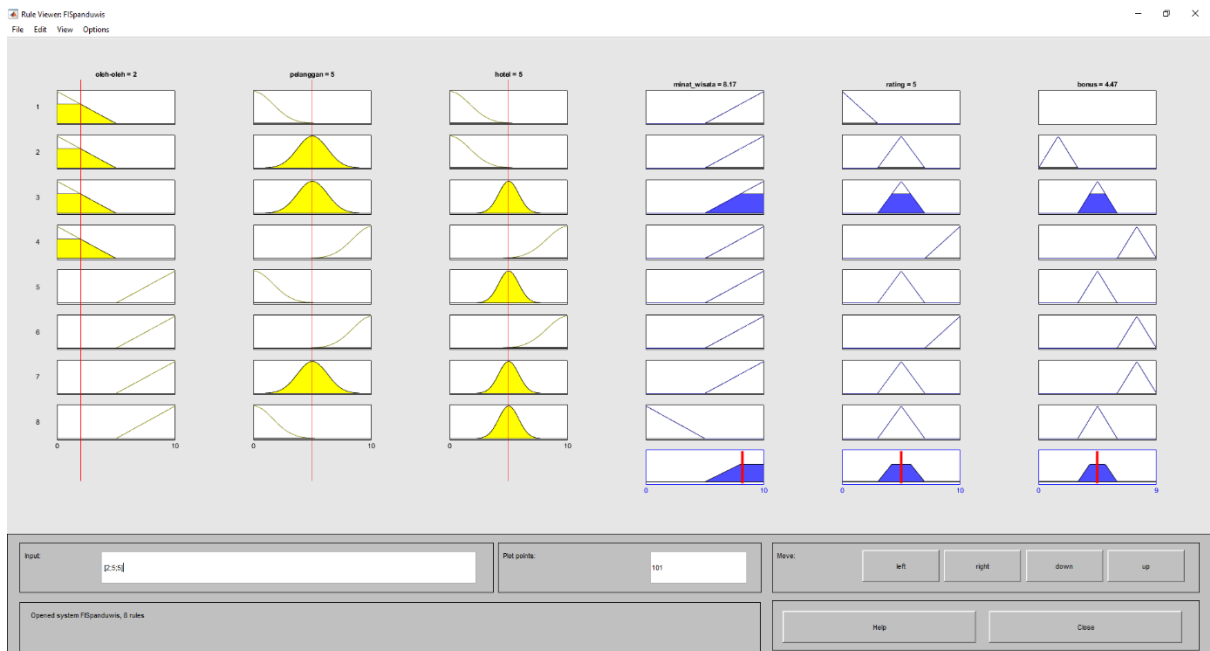 Rule Viewer: FISpanduwis
File Edit View Options
oleh-oleh = 2 pelanggan = 5 hotel = 5 minat_wisata = 8.17 rating = 5 bonus = 4.47
1
2
3
4
5
6
7
8
0 10 0 10 0 10
0 10 0 10 0 9
Input: [2;5;5] Plot points: 101 Move: left right down up
Opened system FISpanduwis, 8 rules Help Close